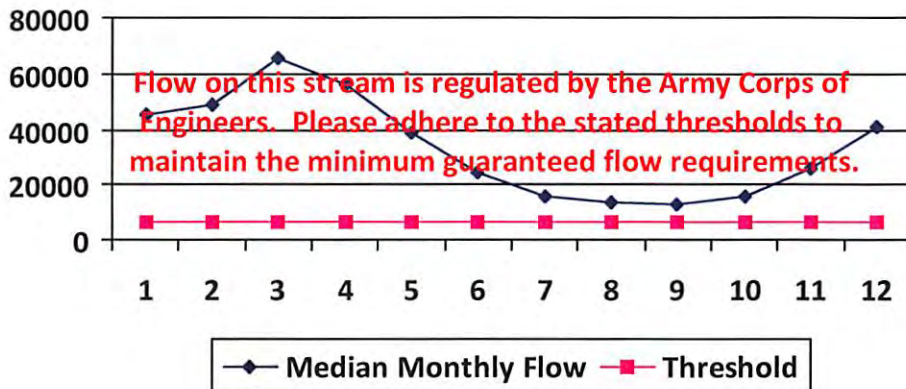 80000
60000
40000
20000
0
Flow on this stream is regulated by the Army Corps of
Engineers. Please adhere to the stated thresholds to
maintain the minimum guaranteed flow requirements.
1 2 3 4 5 6 7 8 9 10 11 12
Median Monthly Flow Threshold